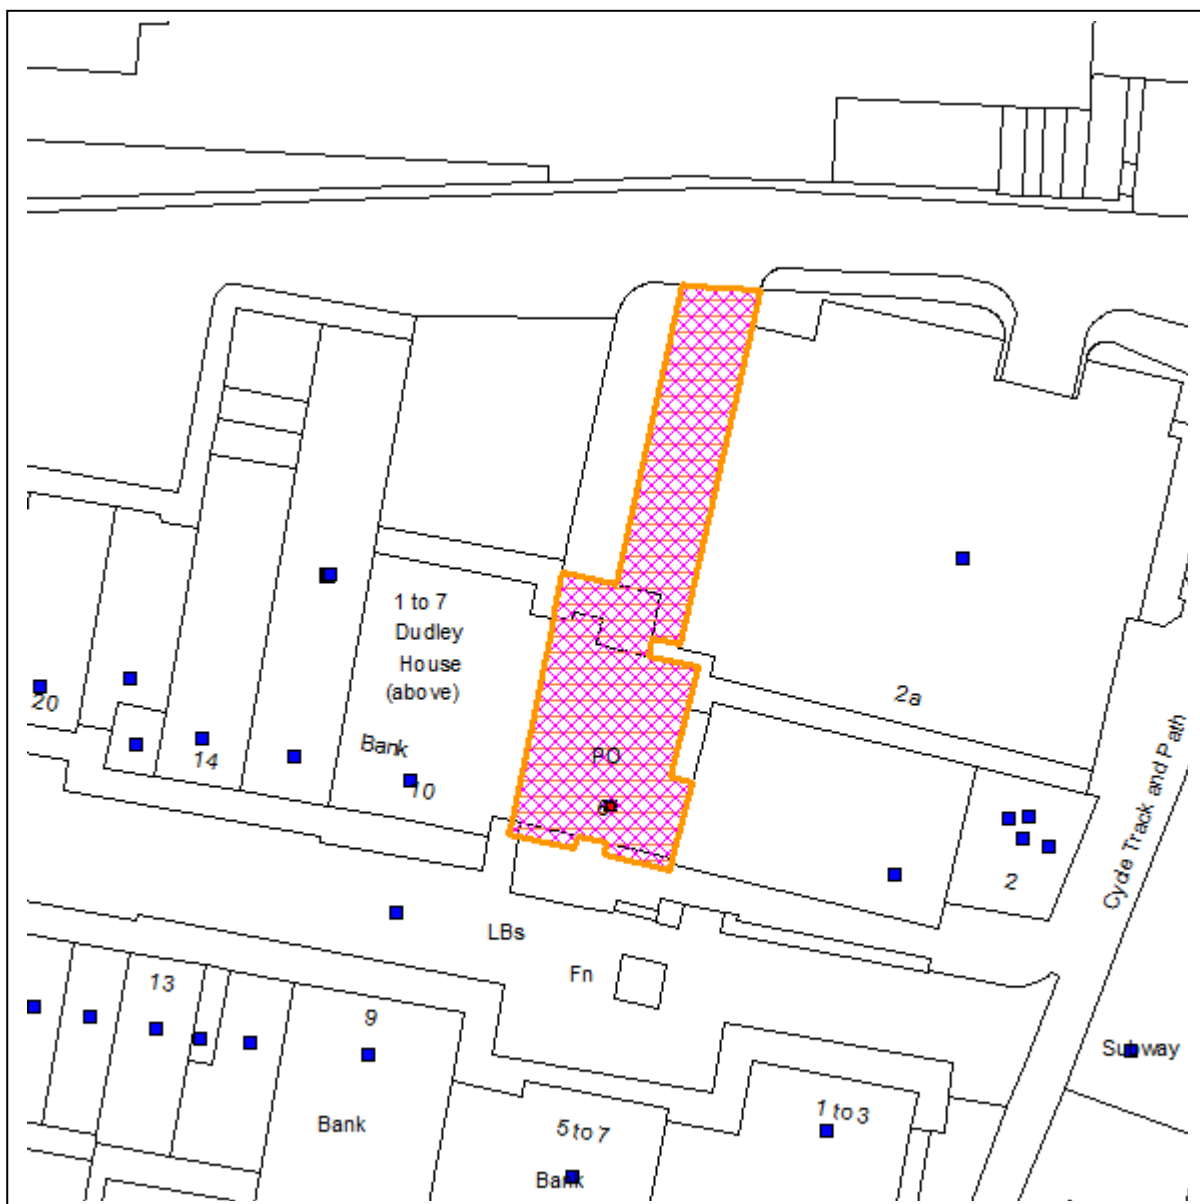 1 to 7
Dudley
House
(above)
20
14
Bank
10
PO
2a
2
Cycle Track and Path
LBs
Fn
13
9
Subway
Bank
5 to 7
1 to 3
Bank